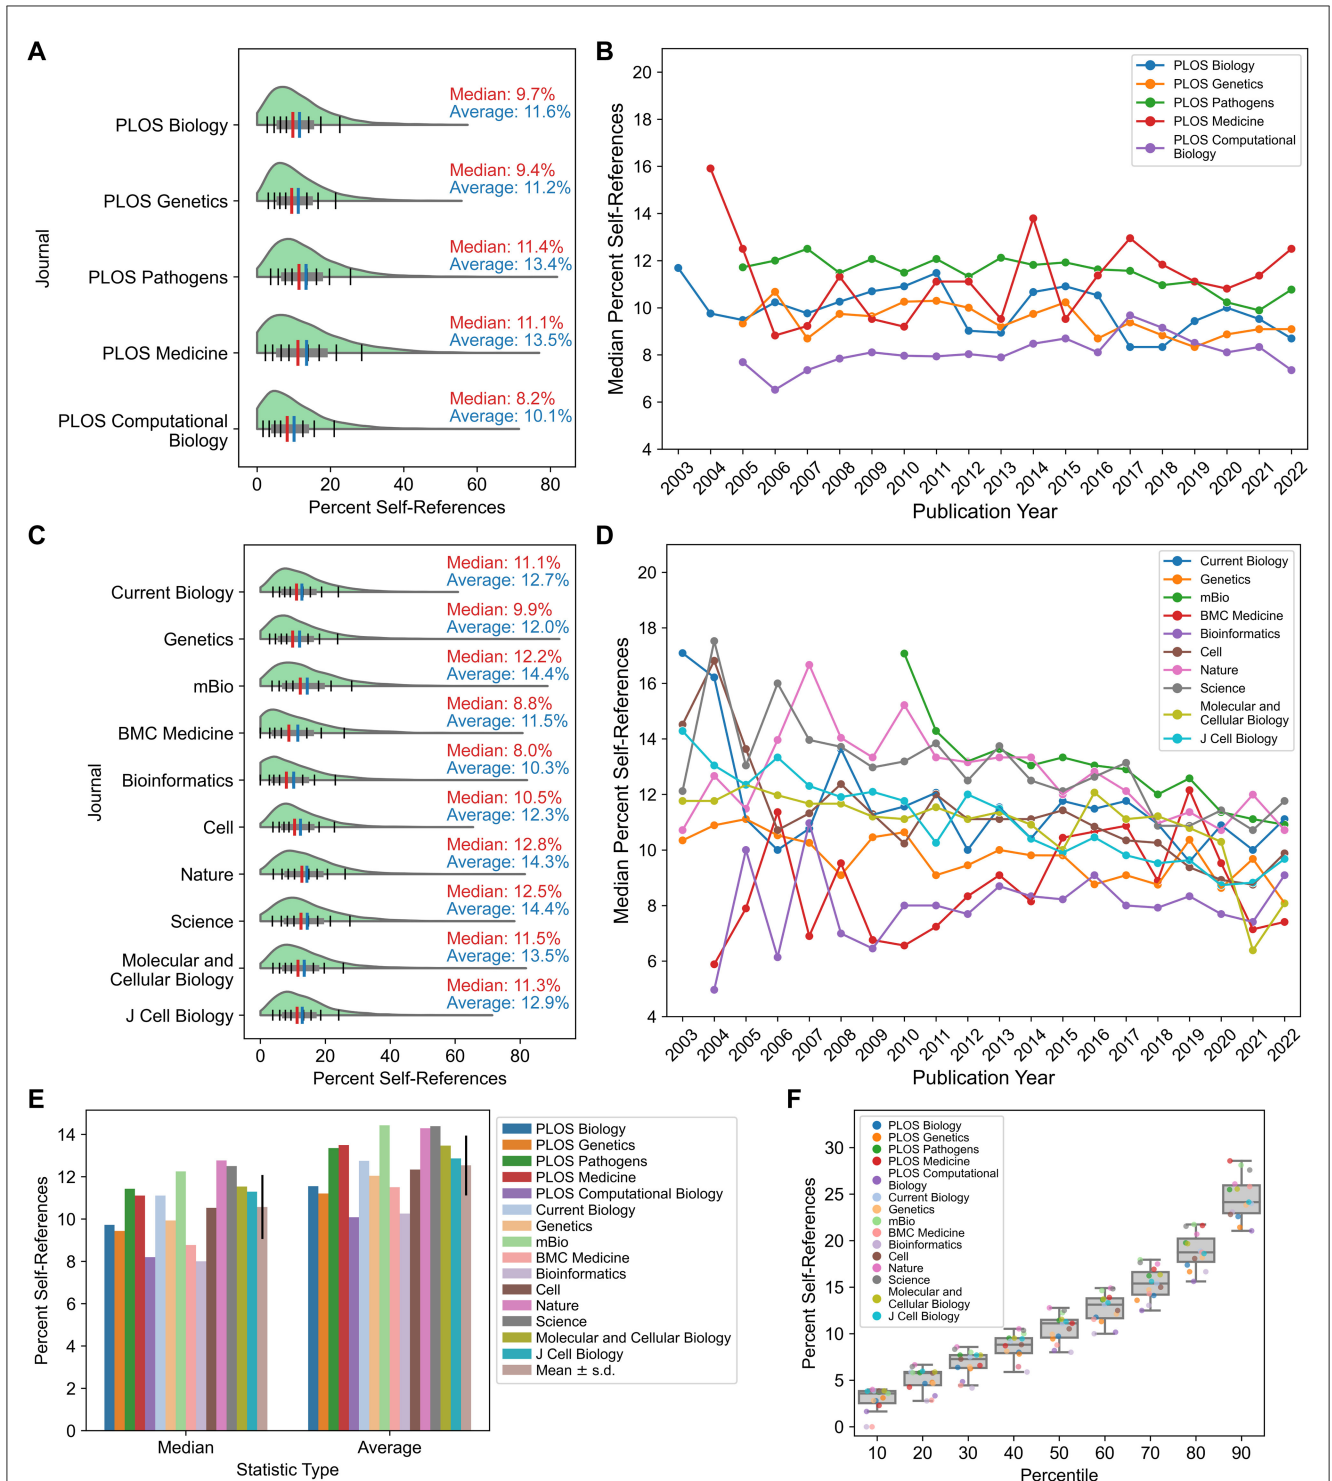 A
Journal
PLOS Biology
PLOS Genetics
PLOS Pathogens
PLOS Medicine
PLOS Computational
Biology
Median: 9.7%
Average: 11.6%
Median: 9.4%
Average: 11.2%
Median: 11.4%
Average: 13.4%
Median: 11.1%
Average: 13.5%
Median: 8.2%
Average: 10.1%
0 20 40 60 80
Percent Self-References
B
Median Percent Self-References
20
18
16
14
12
10
8
6
4
PLOS Biology
PLOS Genetics
PLOS Pathogens
PLOS Medicine
PLOS Computational
Biology
2003 2004 2005 2006 2007 2008 2009 2010 2011 2012 2013 2014 2015 2016 2017 2018 2019 2020 2021 2022
Publication Year
C
Journal
Current Biology
Genetics
mBio
BMC Medicine
Bioinformatics
Cell
Nature
Science
Molecular and
Cellular Biology
J Cell Biology
Median: 11.1%
Average: 12.7%
Median: 9.9%
Average: 12.0%
Median: 12.2%
Average: 14.4%
Median: 8.8%
Average: 11.5%
Median: 8.0%
Average: 10.3%
Median: 10.5%
Average: 12.3%
Median: 12.8%
Average: 14.3%
Median: 12.5%
Average: 14.4%
Median: 11.5%
Average: 13.5%
Median: 11.3%
Average: 12.9%
0 20 40 60 80
Percent Self-References
D
Median Percent Self-References
20
18
16
14
12
10
8
6
4
Current Biology
Genetics
mBio
BMC Medicine
Bioinformatics
Cell
Nature
Science
Molecular and
Cellular Biology
J Cell Biology
2003 2004 2005 2006 2007 2008 2009 2010 2011 2012 2013 2014 2015 2016 2017 2018 2019 2020 2021 2022
Publication Year
E
Percent Self-References
14
12
10
8
6
4
2
0
Median Average
Statistic Type
PLOS Biology
PLOS Genetics
PLOS Pathogens
PLOS Medicine
PLOS Computational Biology
Current Biology
Genetics
mBio
BMC Medicine
Bioinformatics
Cell
Nature
Science
Molecular and Cellular Biology
J Cell Biology
Mean ± s.d.
F
Percent Self-References
30
25
20
15
10
5
0
PLOS Biology
PLOS Genetics
PLOS Pathogens
PLOS Medicine
PLOS Computational
Biology
Current Biology
Genetics
mBio
BMC Medicine
Bioinformatics
Cell
Nature
Science
Molecular and
Cellular Biology
J Cell Biology
10 20 30 40 50 60 70 80 90
Percentile